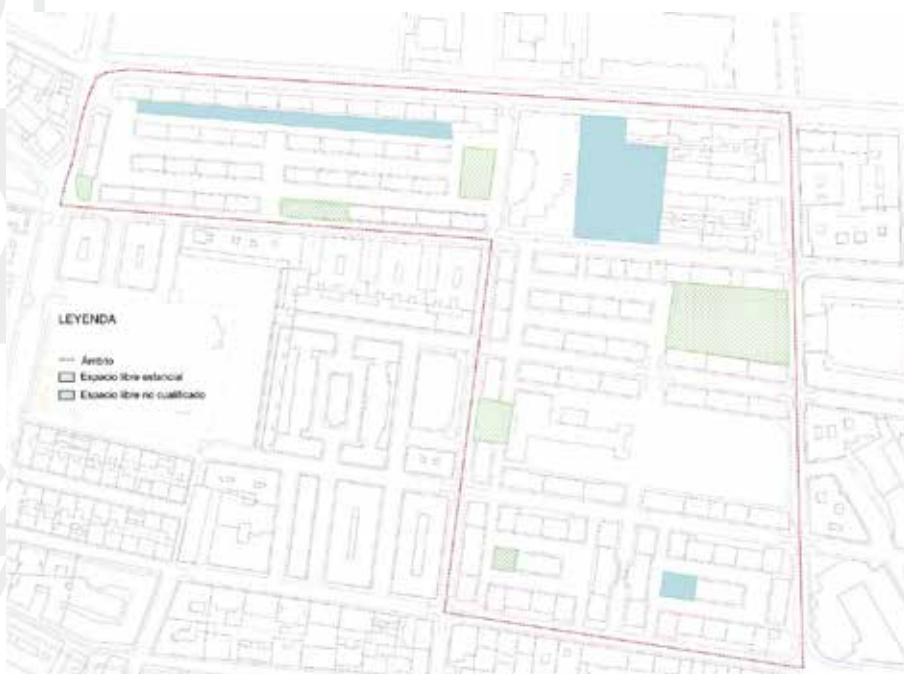 LEYENDA
Ámbito
Espacio libre estancial
Espacio libre no cualificado